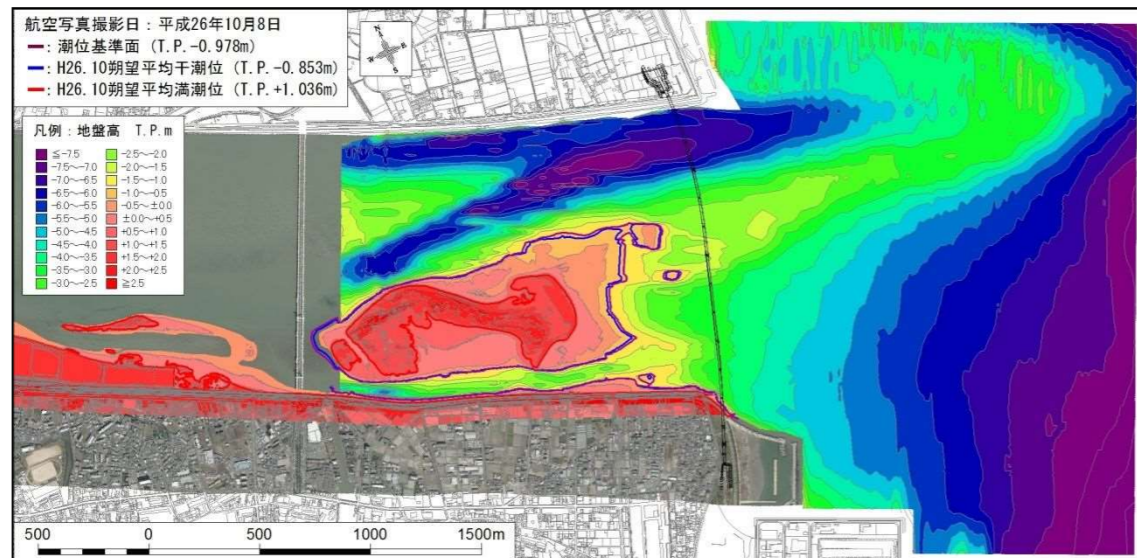 航空写真撮影日：平成26年10月8日
━：潮位基準面 (T.P.-0.978m)
━：H26.10朔望平均干潮位 (T.P.-0.853m)
━：H26.10朔望平均満潮位 (T.P.+1.036m)
N
W
E
S
凡例：地盤高 T.P.m
≦-7.5
-7.5～-7.0
-7.0～-6.5
-6.5～-6.0
-6.0～-5.5
-5.5～-5.0
-5.0～-4.5
-4.5～-4.0
-4.0～-3.5
-3.5～-3.0
-3.0～-2.5
-2.5～-2.0
-2.0～-1.5
-1.5～-1.0
-1.0～-0.5
-0.5～±0.0
±0.0～+0.5
+0.5～+1.0
+1.0～+1.5
+1.5～+2.0
+2.0～+2.5
≧2.5
500 0 500 1000 1500m